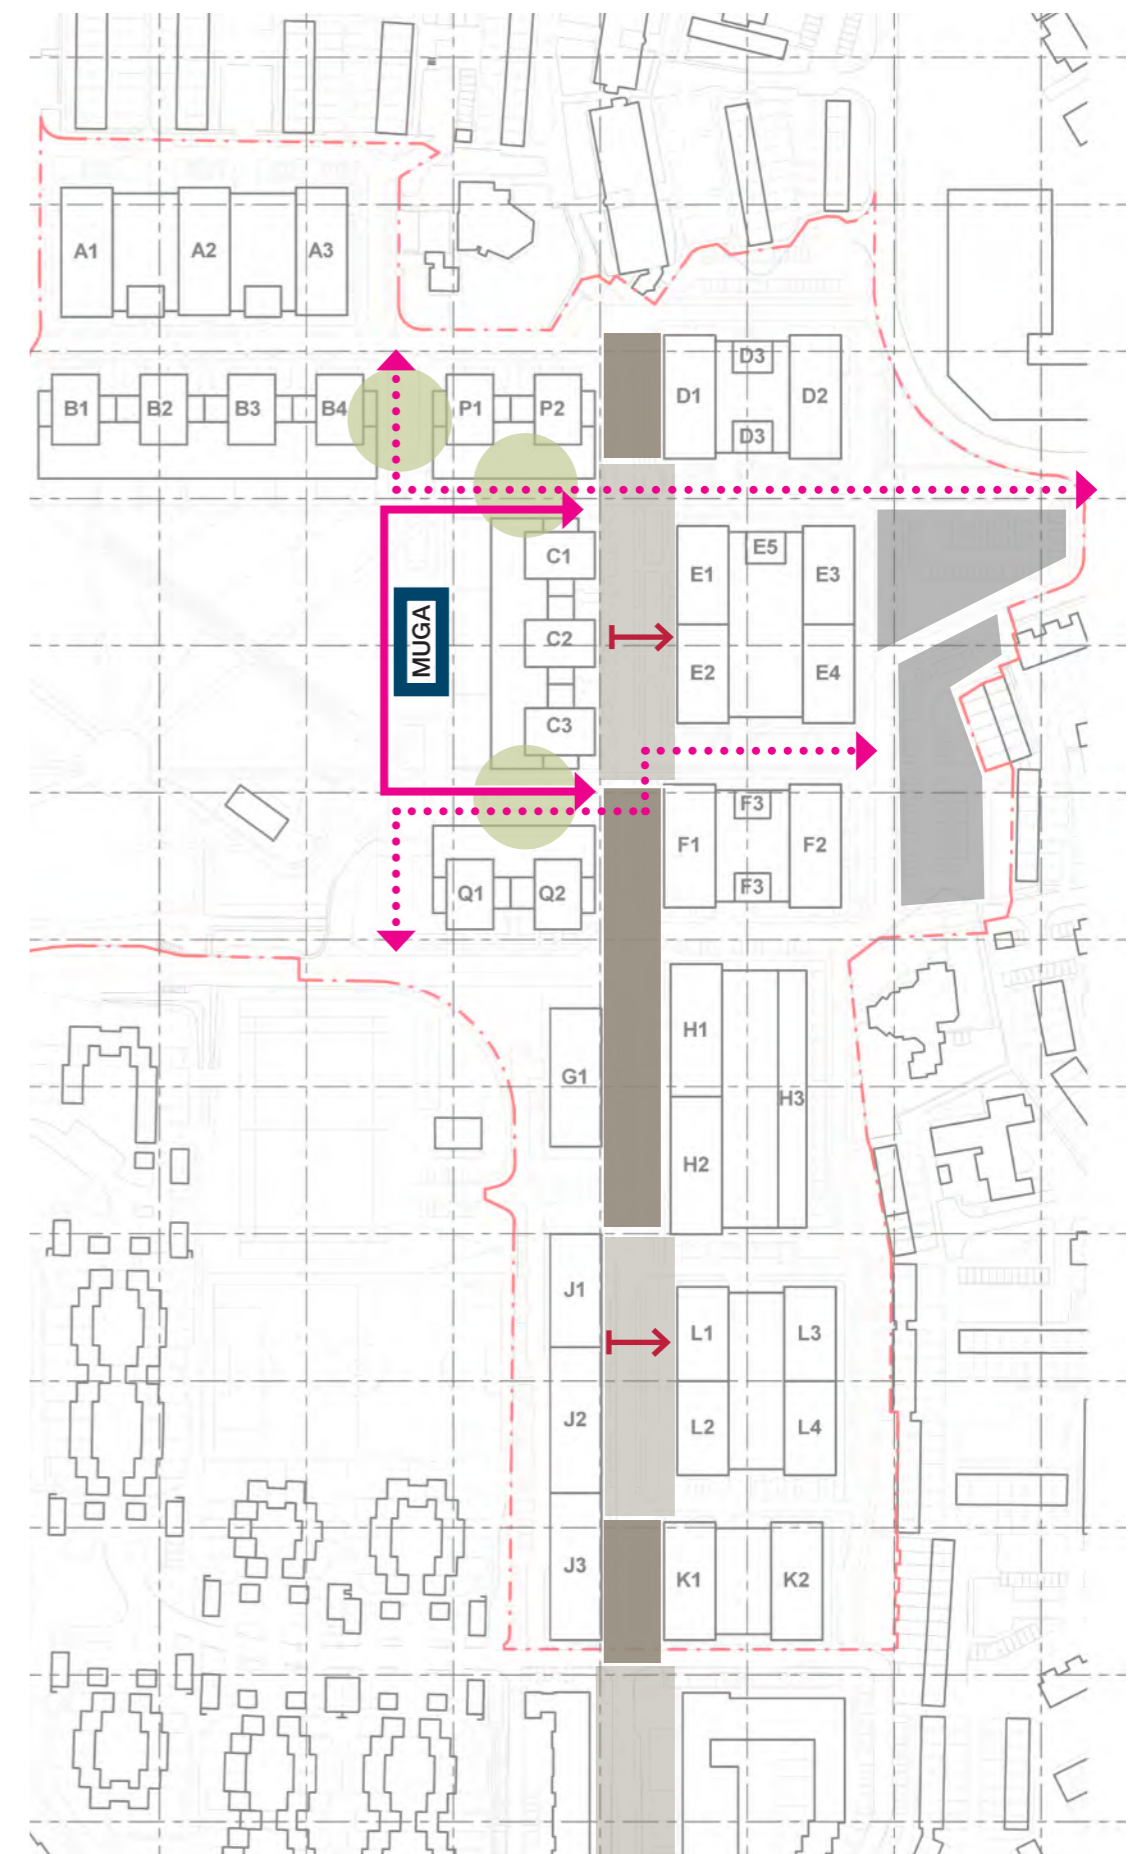 A1 A2 A3
B1 B2 B3 B4 P1 P2
D1 D3 D2
D3
C1
C2
C3
MUGA
E1 E5 E3
E2 E4
F1 F3 F2
F3
Q1 Q2
G1
H1
H3
H2
J1
J2
J3
L1 L3
L2 L4
K1 K2